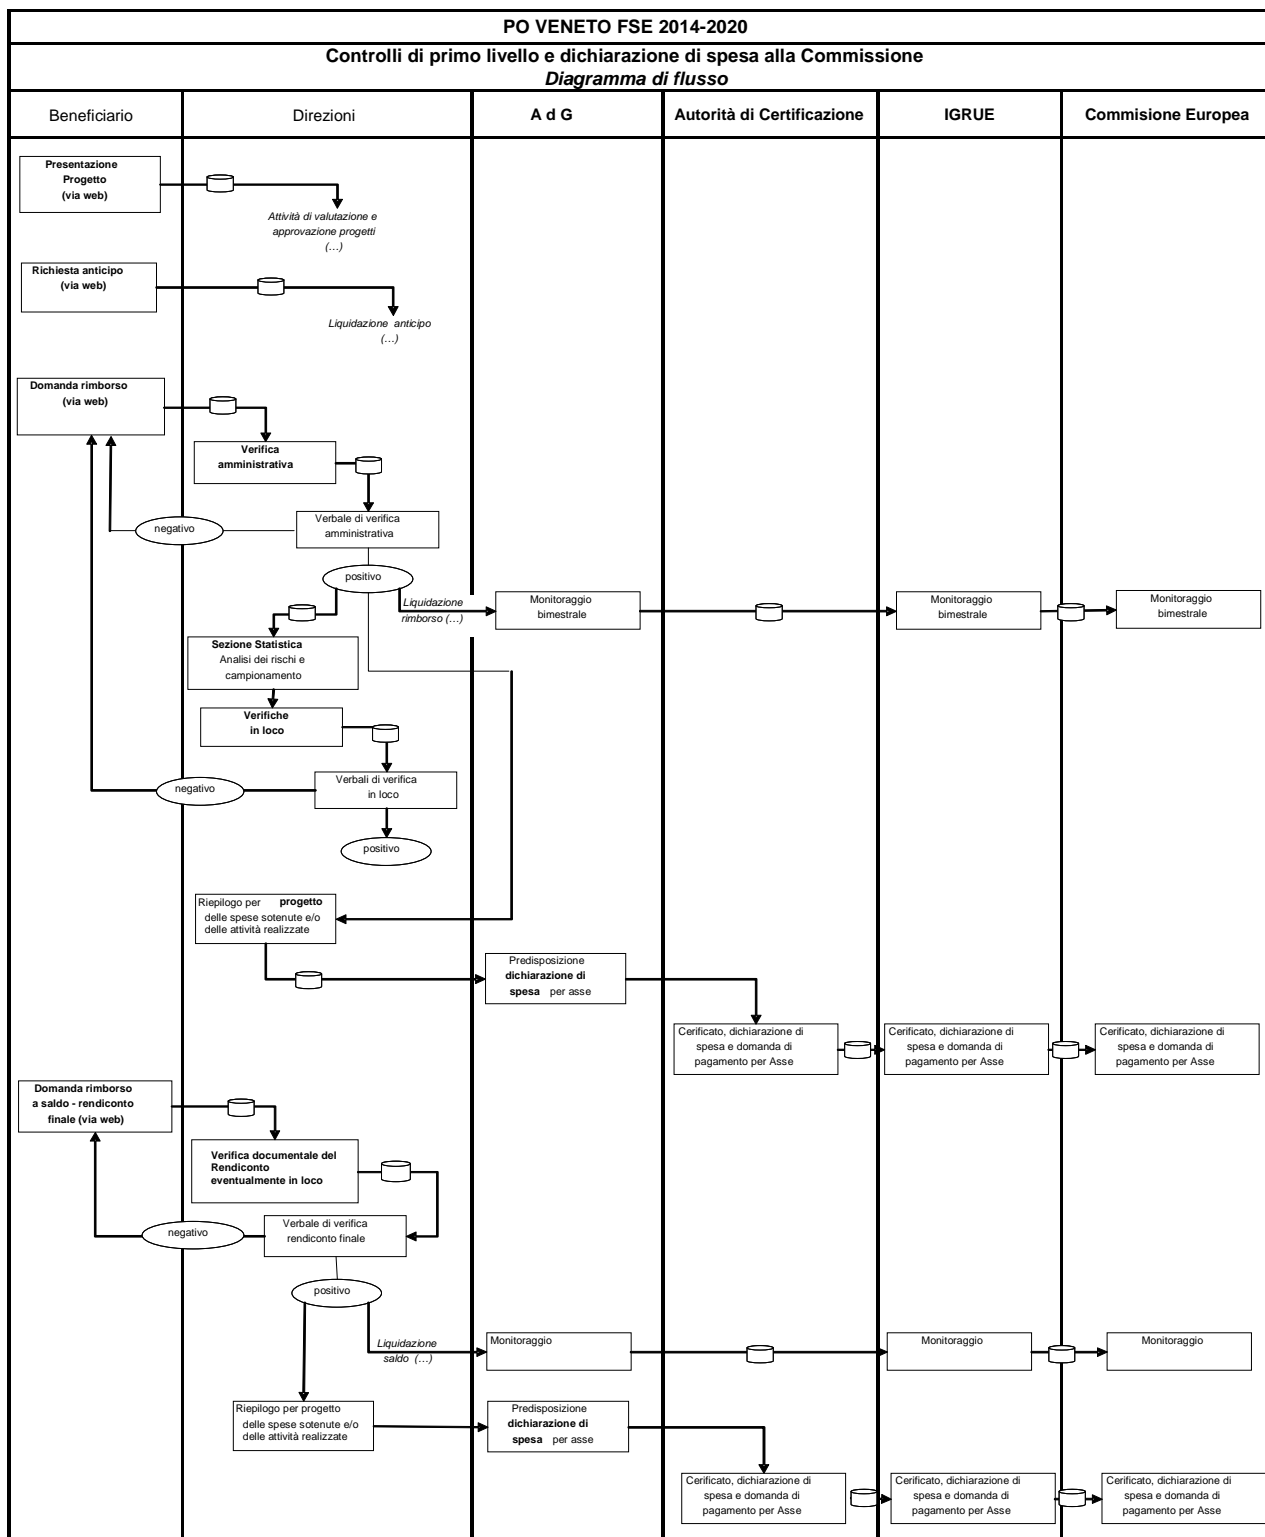 PO VENETO FSE 2014-2020
Controlli di primo livello e dichiarazione di spesa alla Commissione
Diagramma di flusso
Beneficiario
Direzioni
A d G
Autorità di Certificazione
IGRUE
Commisione Europea
Presentazione
Progetto
(via web)
Attività di valutazione e
approvazione progetti
(...)
Richiesta anticipo
(via web)
Liquidazione anticipo
(...)
Domanda rimborso
(via web)
Verifica
amministrativa
negativo
Verbale di verifica
amministrativa
positivo
Liquidazione
rimborso (...)
Monitoraggio
bimestrale
Monitoraggio
bimestrale
Monitoraggio
bimestrale
Sezione Statistica
Analisi dei rischi e
campionamento
Verifiche
in loco
negativo
Verbali di verifica
in loco
positivo
Riepilogo per progetto
delle spese sotenute e/o
delle attività realizzate
Predisposizione
dichiarazione di
spesa per asse
Cerificato, dichiarazione di
spesa e domanda di
pagamento per Asse
Cerificato, dichiarazione di
spesa e domanda di
pagamento per Asse
Cerificato, dichiarazione di
spesa e domanda di
pagamento per Asse
Domanda rimborso
a saldo - rendiconto
finale (via web)
Verifica documentale del
Rendiconto
eventualmente in loco
negativo
Verbale di verifica
rendiconto finale
positivo
Liquidazione
saldo (...)
Monitoraggio
Monitoraggio
Monitoraggio
Riepilogo per progetto
delle spese sotenute e/o
delle attività realizzate
Predisposizione
dichiarazione di
spesa per asse
Cerificato, dichiarazione di
spesa e domanda di
pagamento per Asse
Cerificato, dichiarazione di
spesa e domanda di
pagamento per Asse
Cerificato, dichiarazione di
spesa e domanda di
pagamento per Asse